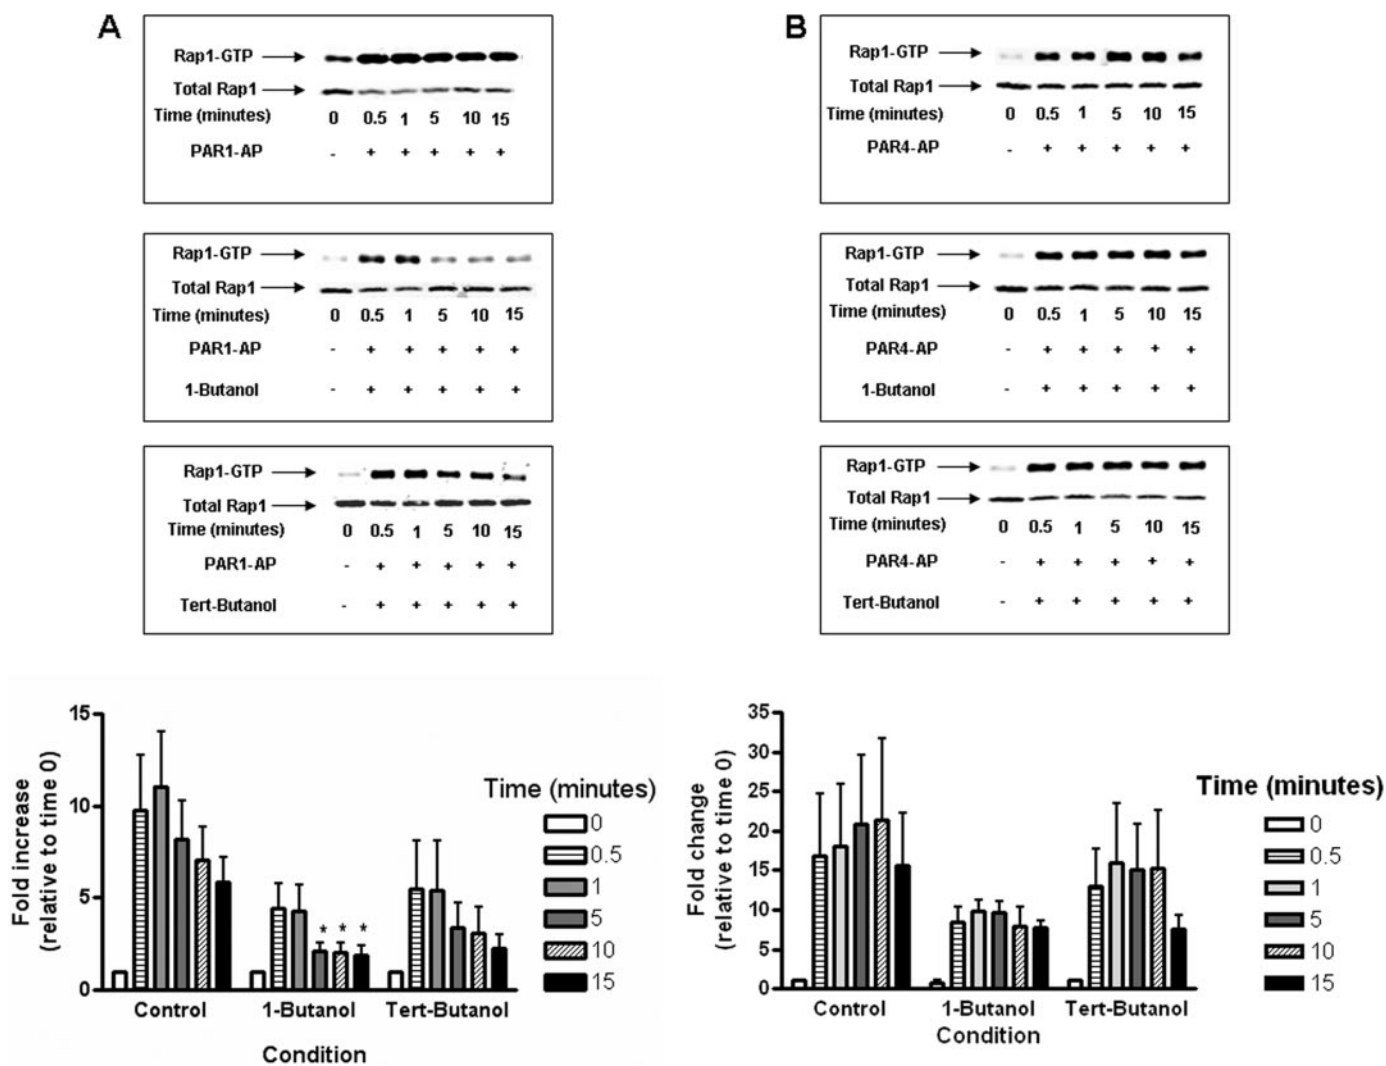 A
Rap1-GTP
Total Rap1
Time (minutes) 0 0.5 1 5 10 15
PAR1-AP - + + + + +
Rap1-GTP
Total Rap1
Time (minutes) 0 0.5 1 5 10 15
PAR1-AP - + + + + +
1-Butanol - + + + + +
Rap1-GTP
Total Rap1
Time (minutes) 0 0.5 1 5 10 15
PAR1-AP - + + + + +
Tert-Butanol - + + + + +
15
10
5
0
Fold increase
(relative to time 0)
* * *
Control 1-Butanol Tert-Butanol
Condition
Time (minutes)
0
0.5
1
5
10
15
B
Rap1-GTP
Total Rap1
Time (minutes) 0 0.5 1 5 10 15
PAR4-AP - + + + + +
Rap1-GTP
Total Rap1
Time (minutes) 0 0.5 1 5 10 15
PAR4-AP - + + + + +
1-Butanol - + + + + +
Rap1-GTP
Total Rap1
Time (minutes) 0 0.5 1 5 10 15
PAR4-AP - + + + + +
Tert-Butanol - + + + + +
35
30
25
20
15
10
5
0
Fold change
(relative to time 0)
Control 1-Butanol Tert-Butanol
Condition
Time (minutes)
0
0.5
1
5
10
15